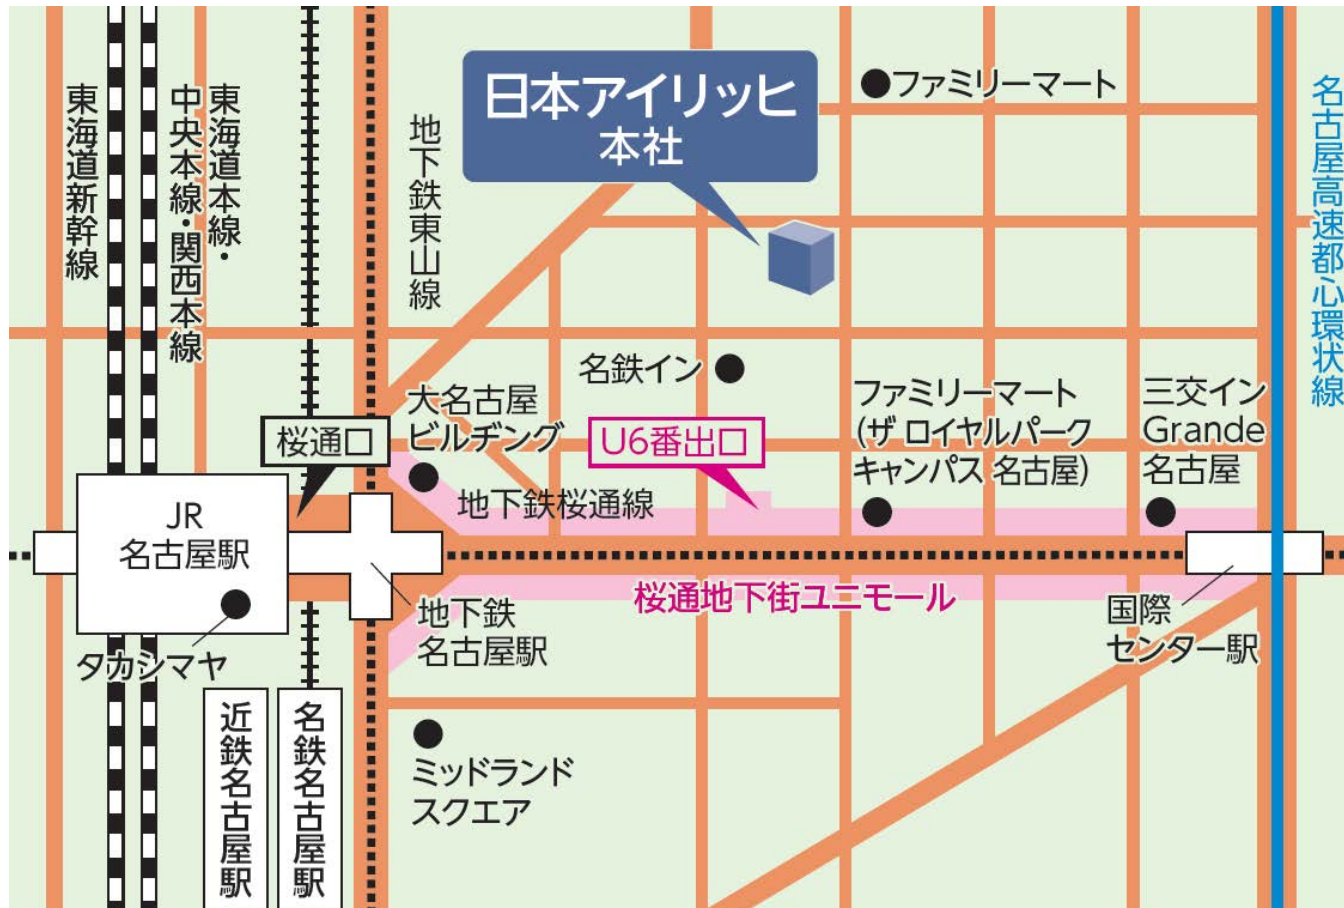 日本アイリッヒ
本社
ファミリーマート
東海道新幹線
東海道本線・
中央本線・関西本線
地下鉄東山線
名古屋高速都心環状線
名鉄イン
大名古屋
ビルヂング
桜通口
U6番出口
ファミリーマート
(ザ ロイヤルパーク
キャンバス 名古屋)
三交イン
Grande
名古屋
地下鉄桜通線
JR
名古屋駅
タカシマヤ
地下鉄
名古屋駅
桜通地下街ユニモール
国際
センター駅
近鉄名古屋駅
名鉄名古屋駅
ミッドランド
スクエア